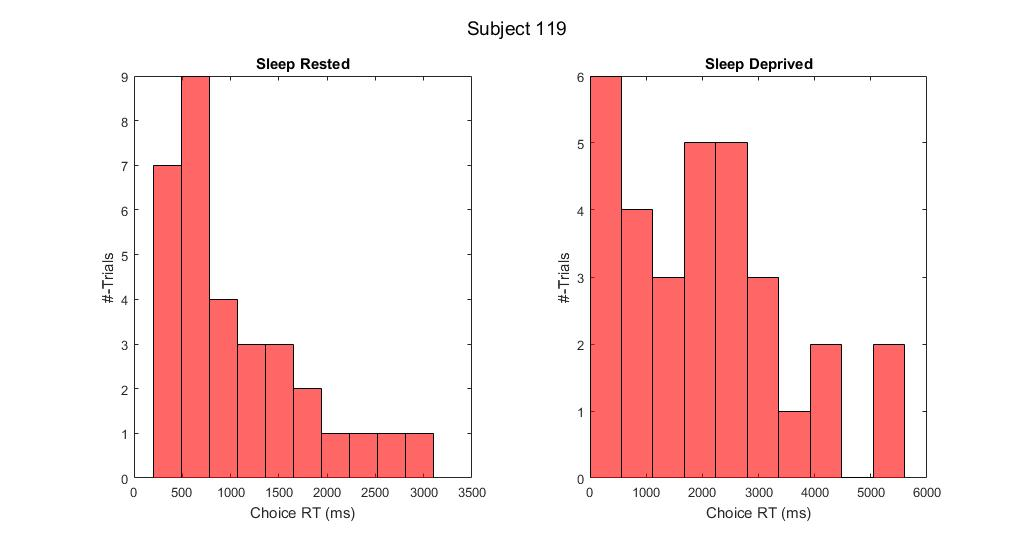 Subject 119
Sleep Rested
9
8
7
6
5
4
3
2
1
0
#-Trials
0 500 1000 1500 2000 2500 3000 3500
Choice RT (ms)
Sleep Deprived
6
5
4
3
2
1
0
#-Trials
0 1000 2000 3000 4000 5000 6000
Choice RT (ms)